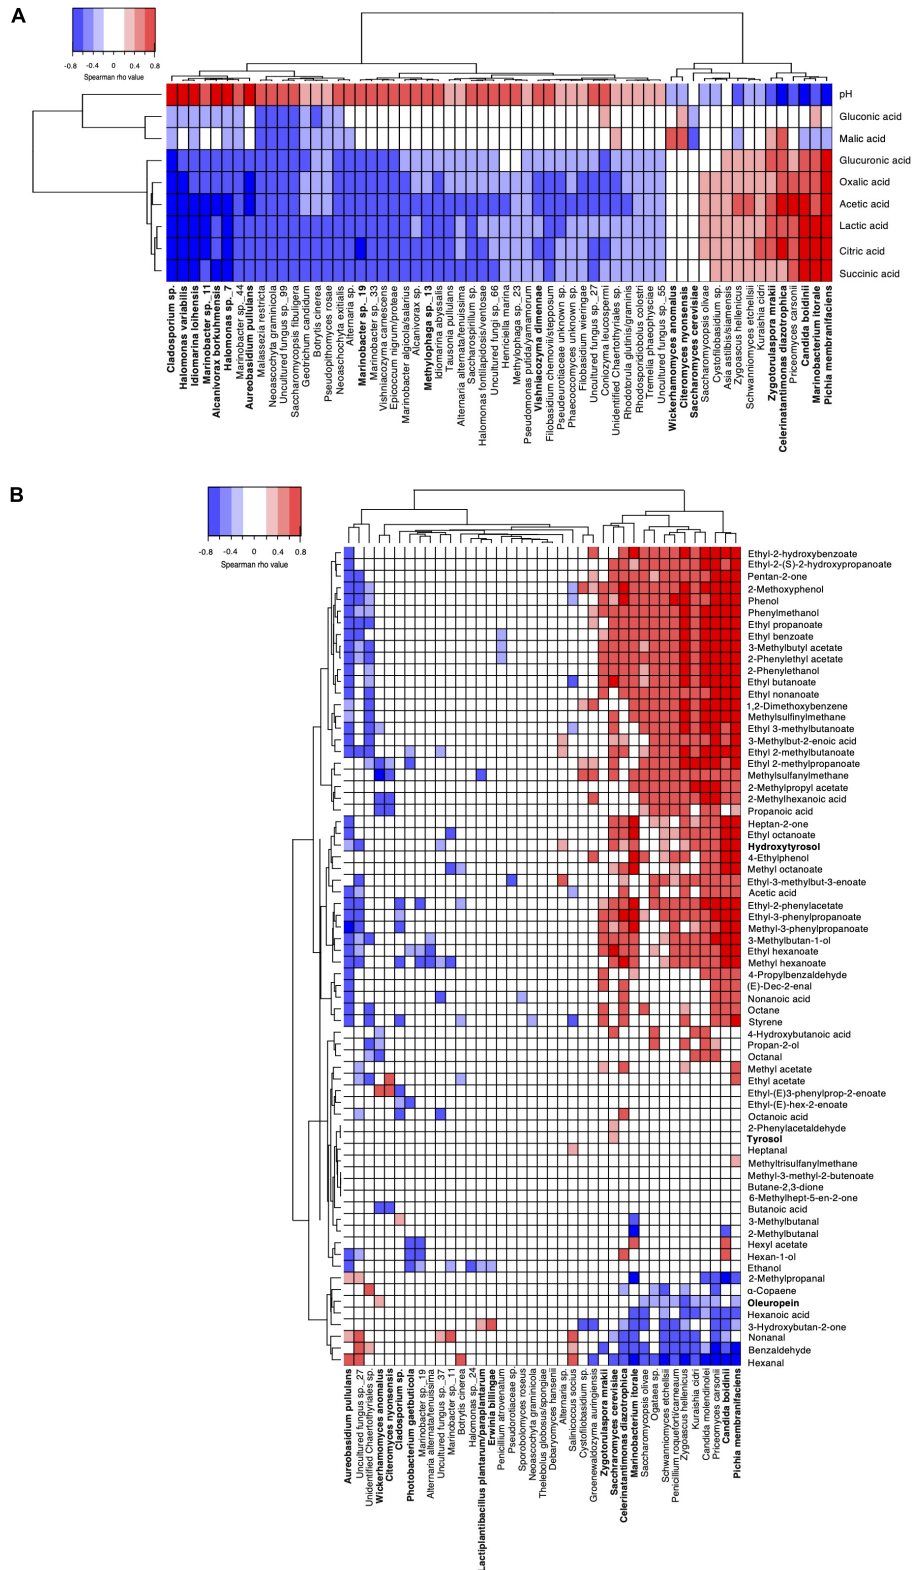 A
-0.8 -0.4 0 0.4 0.8
Spearman rho value
pH
Gluconic acid
Malic acid
Glucuronic acid
Oxalic acid
Acetic acid
Lactic acid
Citric acid
Succinic acid
Cladosporium sp.
Halomonas variabilis
Idiomarina loihensis
Marinobacter sp._11
Alcanivorax borkuhmensis
Halomonas sp._7
Marinobacter sp._44
Aureobasidium pullulans
Malassezia restricta
Neoascochyta graminicola
Uncultured fungus_99
Saccharomycopsis fibuligera
Geotrichum candidum
Botrytis cinerea
Pseudopithomyces rosae
Neoaschochyta exitialis
Alternaria sp.
Marinobacter sp._19
Marinobacter sp._33
Vishniacozyma carnescens
Epicoccum nigrum/proteae
Marinobacter algicola/salarius
Alcanivorax sp.
Methylophaga sp._13
Idiomarina abyssalis
Tausonia pullulans
Alternaria alternata/tenuissima
Saccharospirillum sp.
Halomonas fontilapidosi/ventosae
Uncultured fungi sp._66
Henriciella marina
Methylophaga sp._23
Pseudomonas putifida/yamamorum
Vishniacozyma dimennae
Filobasidium chernovii/stepposum
Pseudeurotiaceae unknown sp.
Phaeococcomyces unknown sp.
Filobasidium wieringae
Uncultured fungus sp._27
Coniozyma leucospermi
Unidentified Chaetothyriales sp.
Rhodotorula glutinis/graminis
Rhodosporidiobolus colostri
Tremelia phaeophysciae
Uncultured fungus sp._55
Wickerhamomyces anomalus
Citeromyces nyonsensis
Saccharomyces cerevisiae
Saccharomycopsis olivae
Cystofilobasidium sp.
Asaia astilbis/siamensis
Zygoascus hellenicus
Schwanniomyces etchellsii
Kuraishia cidri
Zygotorulaspora mrakii
Celerinatantimonas diazotrophica
Priceomyces carsonii
Candida boidinii
Marinobacterium litorale
Pichia membranifaciens
B
-0.8 -0.4 0 0.4 0.8
Spearman rho value
Ethyl-2-hydroxybenzoate
Ethyl-2-(S)-2-hydroxypropanoate
Pentan-2-one
2-Methoxyphenol
Phenol
Phenylmethanol
Ethyl propanoate
Ethyl benzoate
3-Methylbutyl acetate
2-Phenylethyl acetate
2-Phenylethanol
Ethyl butanoate
Ethyl nonanoate
1,2-Dimethoxybenzene
Methylsulfinylmethane
Ethyl 3-methylbutanoate
3-Methylbut-2-enoic acid
Ethyl 2-methylbutanoate
Ethyl 2-methylpropanoate
Methylsulfanylmethane
2-Methylpropyl acetate
2-Methylhexanoic acid
Propanoic acid
Heptan-2-one
Ethyl octanoate
Hydroxytyrosol
4-Ethylphenol
Methyl octanoate
Ethyl-3-methylbut-3-enoate
Acetic acid
Ethyl-2-phenylacetate
Ethyl-3-phenylpropanoate
Methyl-3-phenylpropanoate
3-Methylbutan-1-ol
Ethyl hexanoate
Methyl hexanoate
4-Propylbenzaldehyde
(E)-Dec-2-enal
Nonanoic acid
Octane
Styrene
4-Hydroxybutanoic acid
Propan-2-ol
Octanal
Methyl acetate
Ethyl acetate
Ethyl-(E)3-phenylprop-2-enoate
Ethyl-(E)-hex-2-enoate
Octanoic acid
2-Phenylacetaldehyde
Tyrosol
Heptanal
Methyltrisulfanylmethane
Methyl-3-methyl-2-butenoate
Butane-2,3-dione
6-Methylhept-5-en-2-one
Butanoic acid
3-Methylbutanal
2-Methylbutanal
Hexyl acetate
Hexan-1-ol
Ethanol
2-Methylpropanal
α-Copaene
Oleuropein
Hexanoic acid
3-Hydroxybutan-2-one
Nonanal
Benzaldehyde
Hexanal
Aureobasidium pullulans
Uncultured fungus sp._27
Unidentified Chaertothyriales sp.
Wickerhamomyces anomalus
Citeromyces nyonsensis
Cladosporium sp.
Photobacterium gaetbuticola
Marinobacter sp._19
Alternaria alternata/tenuissima
Uncultured fungus sp._37
Marinobacter sp._11
Botrytis cinerea
Halomonas sp._24
Lactiplantibacillus plantarum/paraplantarum
Erwinia billingae
Penicillium atrovenatum
Pseudorotiaceae sp.
Sporobolomyces roseus
Neoascochyta graminicola
Thelebolus globosus/spongiae
Debaryomyces hansenii
Alternaria sp.
Salinicoccus socius
Cystofilobasidium sp.
Groenewaldozyma auringiensis
Zygotorulaspora mrakii
Sacchraromyces cerevisiae
Celerinatantimonas diazotrophica
Marinobacterium litorale
Saccharomycopsis olivae
Ogataea sp.
Schwanniomyces etchellsii
Penicillium roqueforti/carneaum
Zygoascus hellenicus
Kuraishia cidri
Candida molendinolei
Priceomyces carsonii
Candida boidinii
Pichia membranifaciens